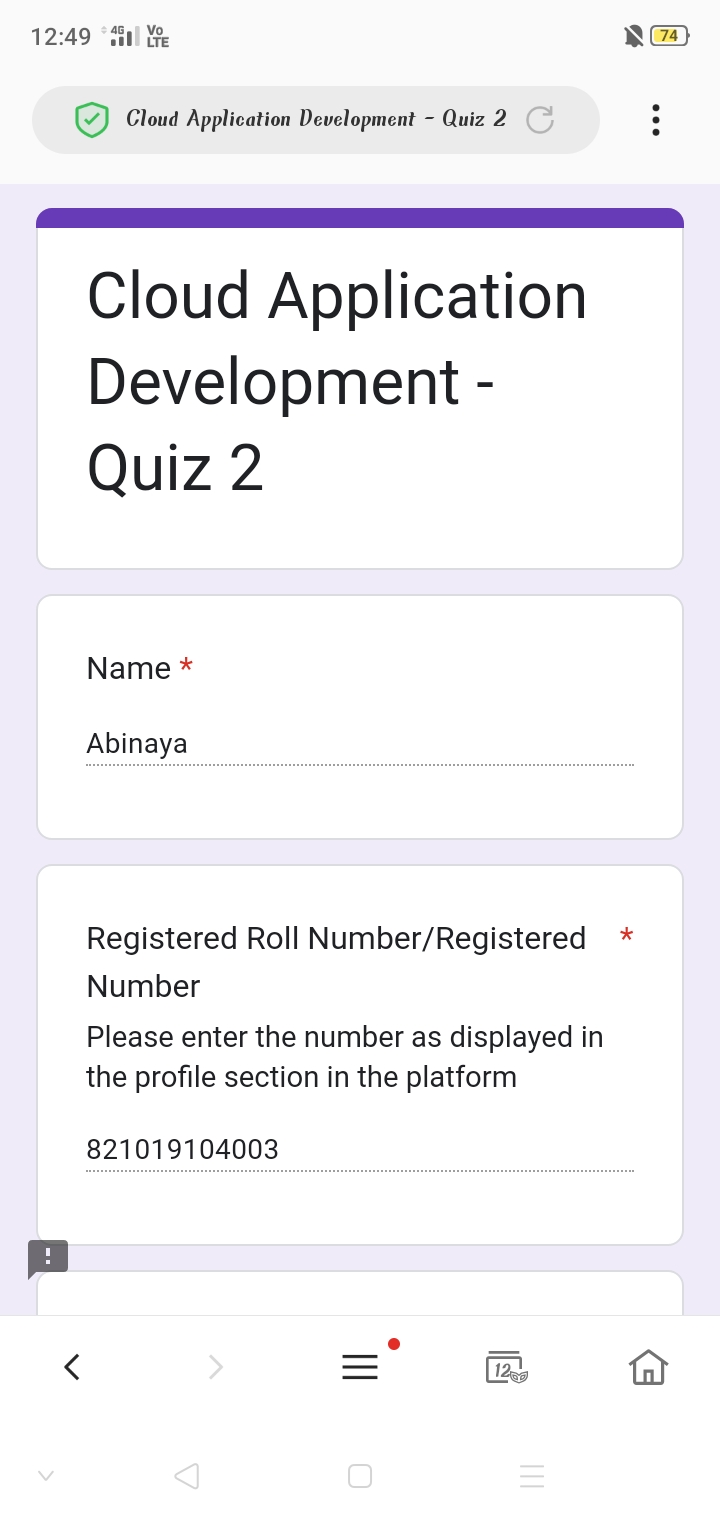 12:49 4G Vo LTE 74
Cloud Application Development - Quiz 2
Cloud Application
Development -
Quiz 2
Name *
Abinaya
Registered Roll Number/Registered *
Number
Please enter the number as displayed in
the profile section in the platform
821019104003
!
12